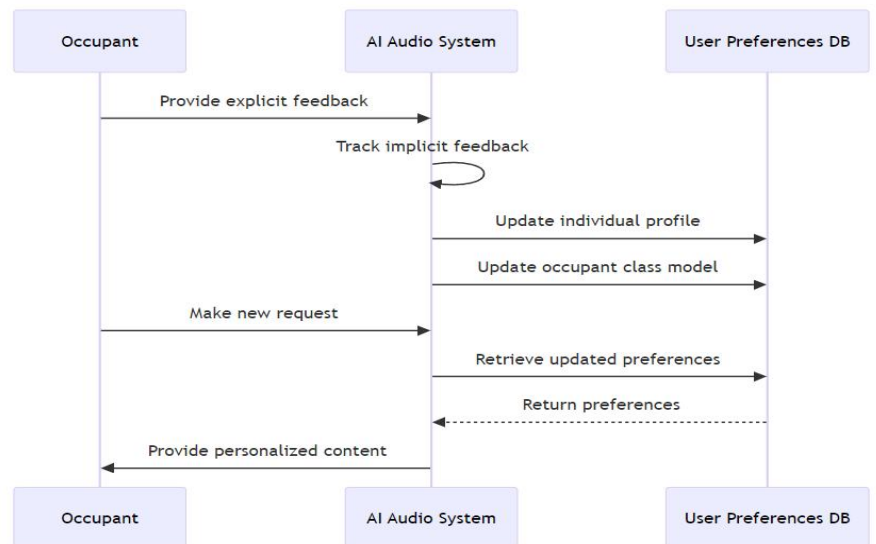 Occupant
AI Audio System
User Preferences DB
Provide explicit feedback
Track implicit feedback
Update individual profile
Update occupant class model
Make new request
Retrieve updated preferences
Return preferences
Provide personalized content
Occupant
AI Audio System
User Preferences DB